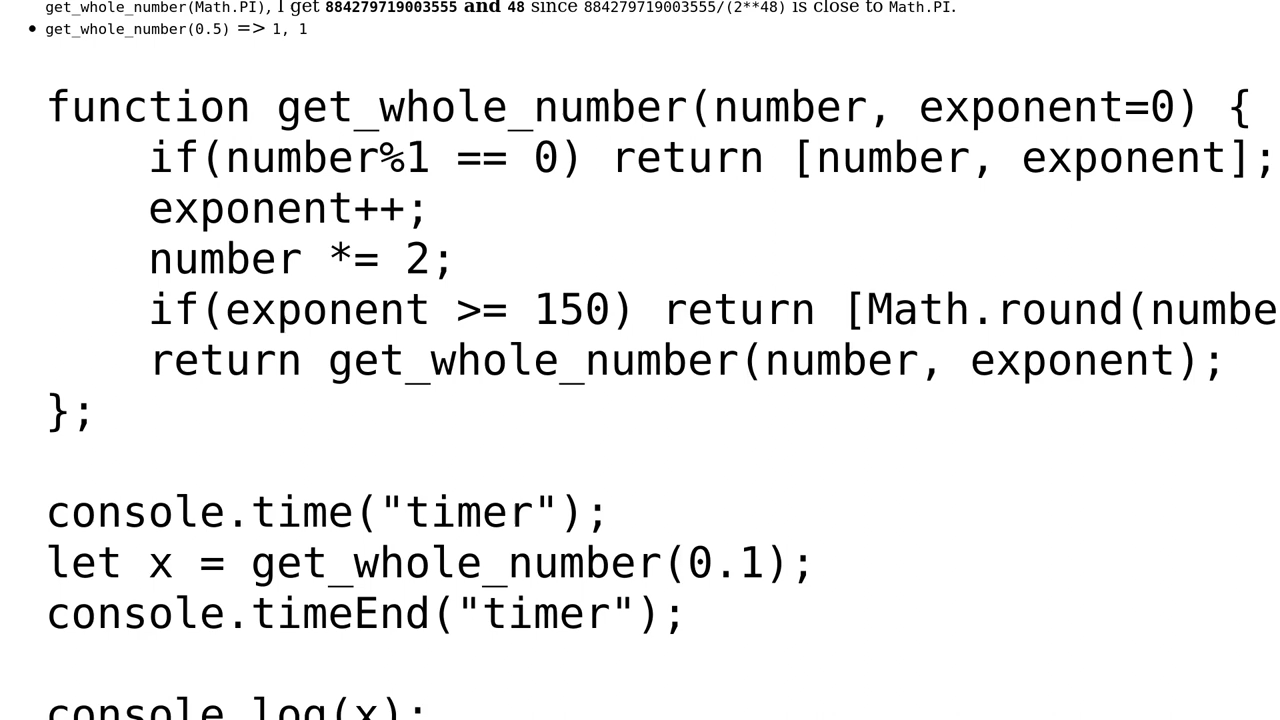 get_whole_number(Math.PI), I get 884279719003555 and 48 since 884279719003555/(2**48) is close to Math.PI.
• get_whole_number(0.5) => 1, 1
function get_whole_number(number, exponent=0) {
    if(number%1 == 0) return [number, exponent];
    exponent++;
    number *= 2;
    if(exponent >= 150) return [Math.round(numbe
    return get_whole_number(number, exponent);
};
console.time("timer");
let x = get_whole_number(0.1);
console.timeEnd("timer");
console.log(x);